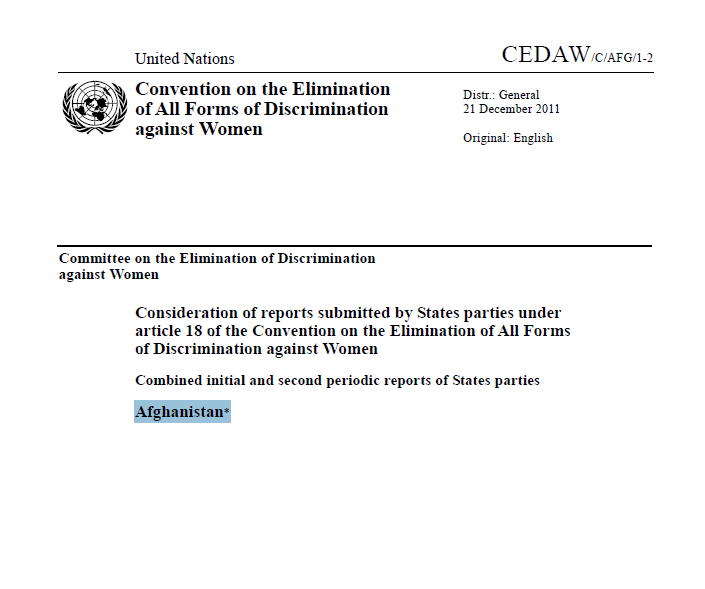 United Nations
CEDAW/C/AFG/1-2
Convention on the Elimination
of All Forms of Discrimination
against Women
Distr.: General
21 December 2011
Original: English
Committee on the Elimination of Discrimination
against Women
Consideration of reports submitted by States parties under
article 18 of the Convention on the Elimination of All Forms
of Discrimination against Women
Combined initial and second periodic reports of States parties
Afghanistan*